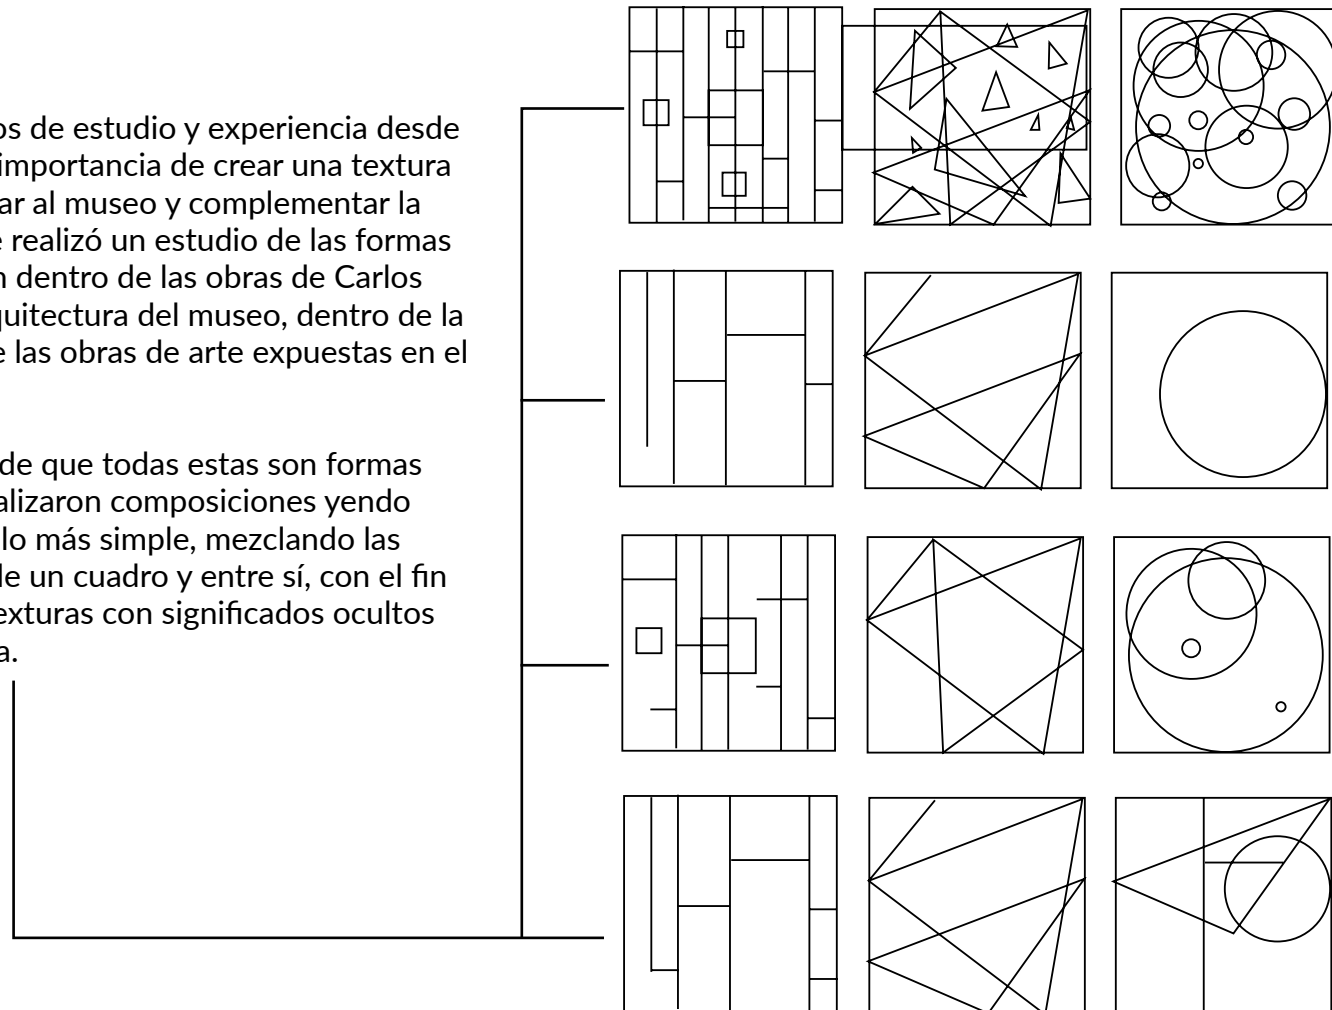 os de estudio y experiencia desde
importancia de crear una textura
ar al museo y complementar la
e realizó un estudio de las formas
n dentro de las obras de Carlos
quitectura del museo, dentro de la
e las obras de arte expuestas en el
de que todas estas son formas
alizaron composiciones yendo
lo más simple, mezclando las
de un cuadro y entre sí, con el fin
exturas con significados ocultos
a.